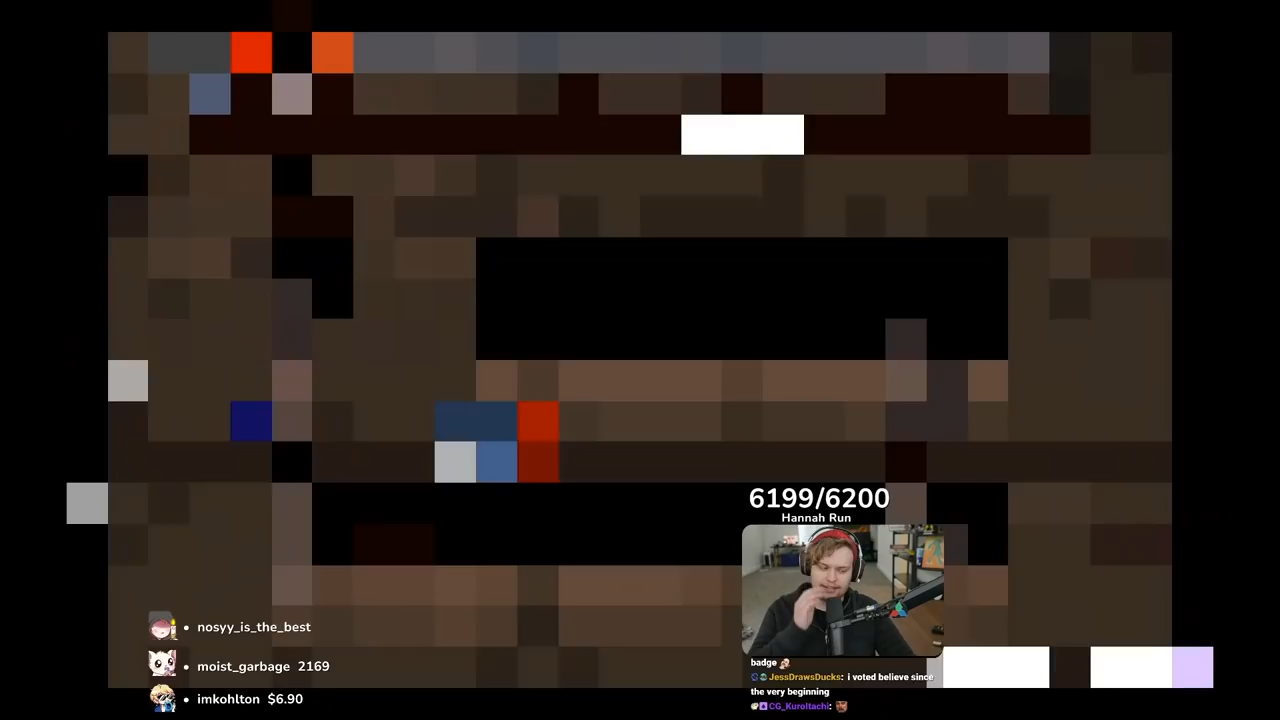 6199/6200
Hannah Run
nosyy_is_the_best
moist_garbage 2169
imkohlton $6.90
badge
JessDrawsDucks: i voted believe since
the very beginning
CG_KuroItachi: